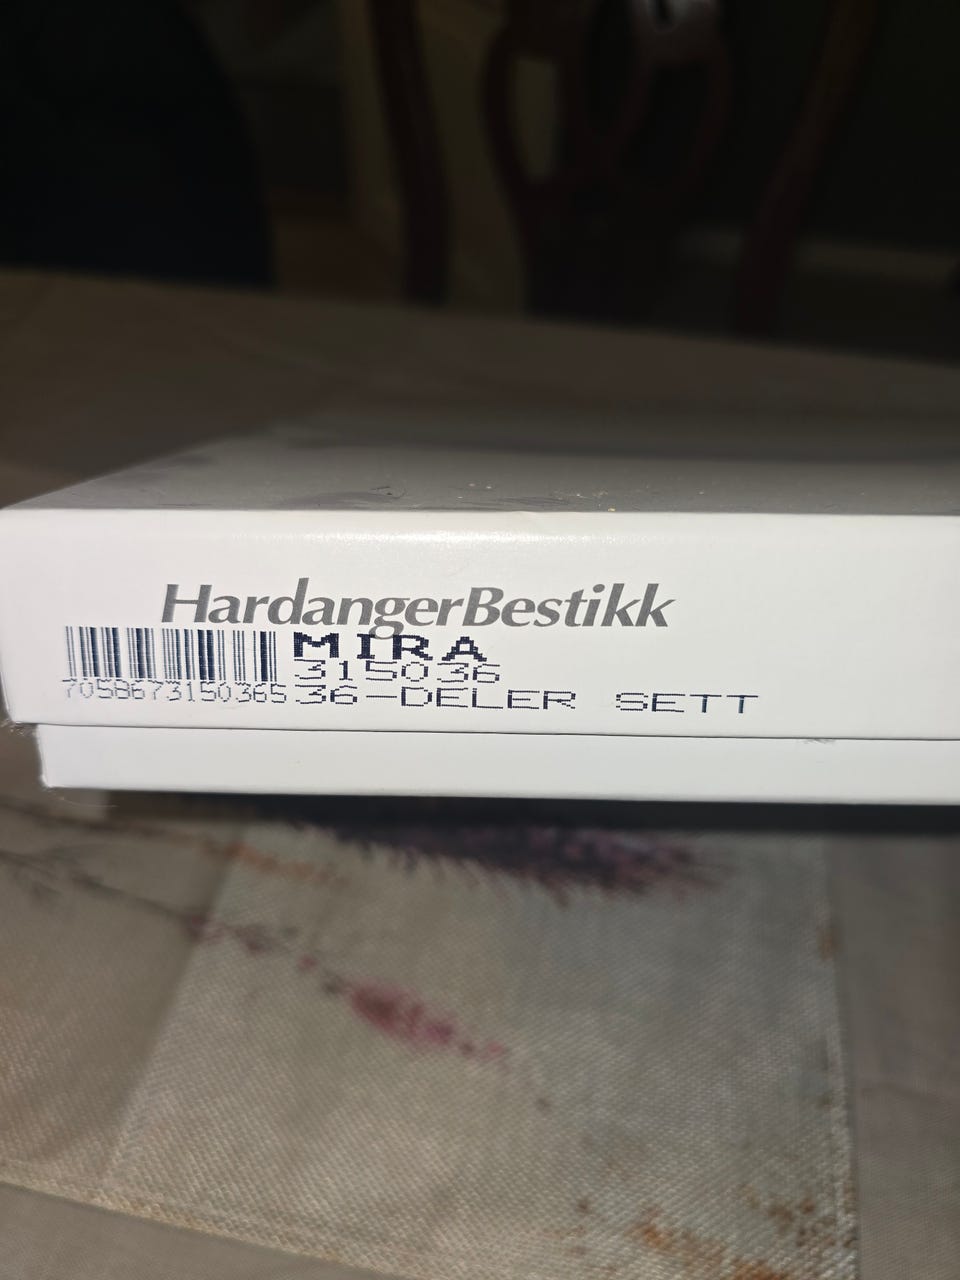 HardangerBestikk
MIRA
315036
7058673150365 36-DELER SETT